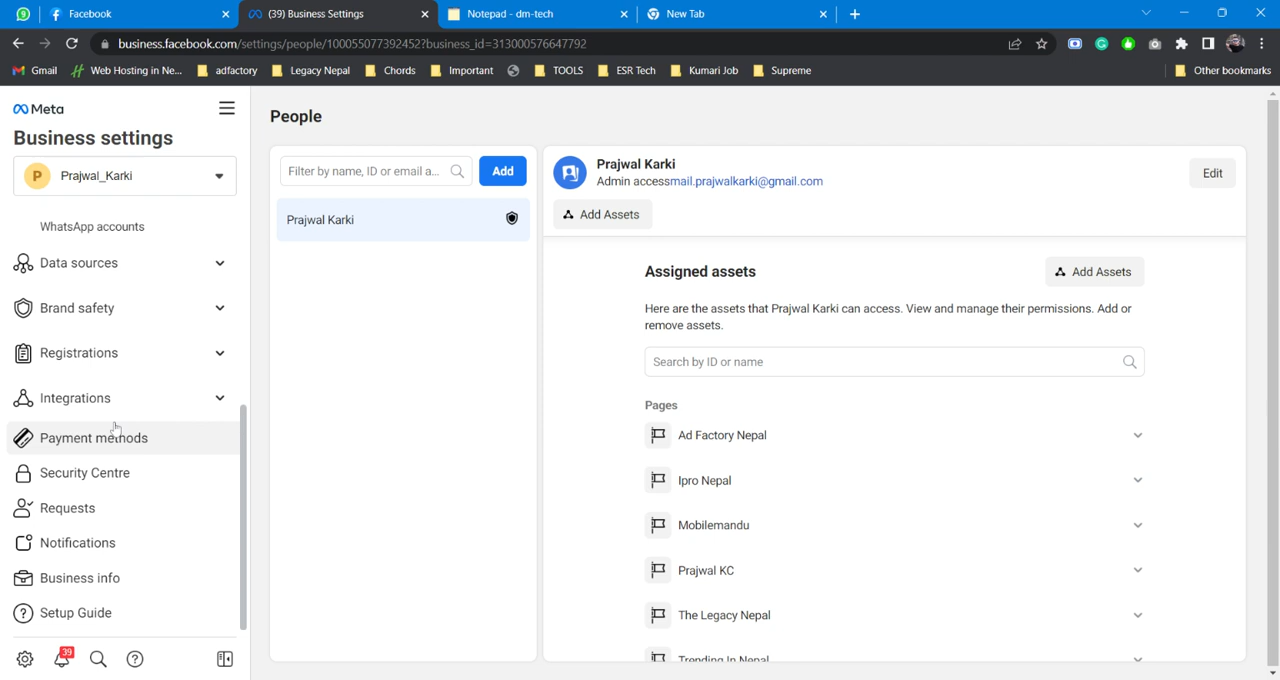 9
Facebook
(39) Business Settings
Notepad - dm-tech
New Tab
business.facebook.com/settings/people/100055077392452?business_id=313000576647792
Gmail
Web Hosting in Ne...
adfactory
Legacy Nepal
Chords
Important
TOOLS
ESR Tech
Kumari Job
Supreme
Other bookmarks
Meta
Business settings
P
Prajwal_Karki
WhatsApp accounts
Data sources
Brand safety
Registrations
Integrations
Payment methods
Security Centre
Requests
Notifications
Business info
Setup Guide
39
People
Filter by name, ID or email a...
Add
Prajwal Karki
Prajwal Karki
Admin accessmail.prajwalkarki@gmail.com
Edit
Add Assets
Assigned assets
Add Assets
Here are the assets that Prajwal Karki can access. View and manage their permissions. Add or
remove assets.
Search by ID or name
Pages
Ad Factory Nepal
Ipro Nepal
Mobilemandu
Prajwal KC
The Legacy Nepal
Trending In Nepal